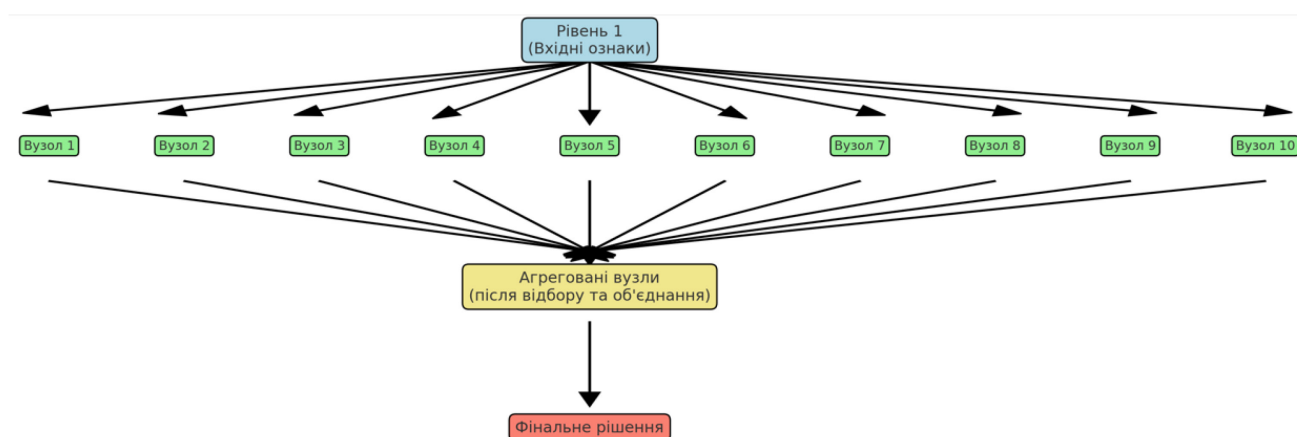 Рівень 1
(Вхідні ознаки)
Вузол 1
Вузол 2
Вузол 3
Вузол 4
Вузол 5
Вузол 6
Вузол 7
Вузол 8
Вузол 9
Вузол 10
Агреговані вузли
(після відбору та об'єднання)
Фінальне рішення